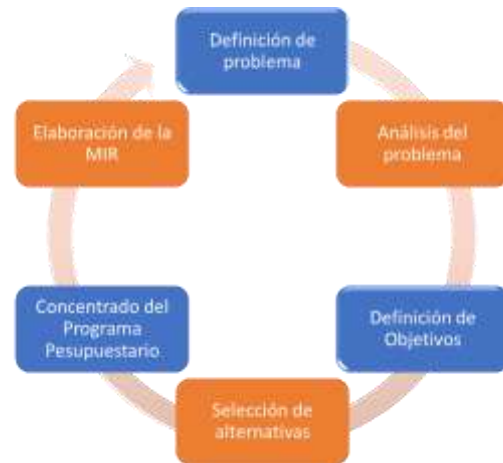 Definición de
problema
Análisis del
problema
Definición de
Objetivos
Selección de
alternativas
Concentrado del
Programa
Pesupuestario
Elaboración de la
MIR